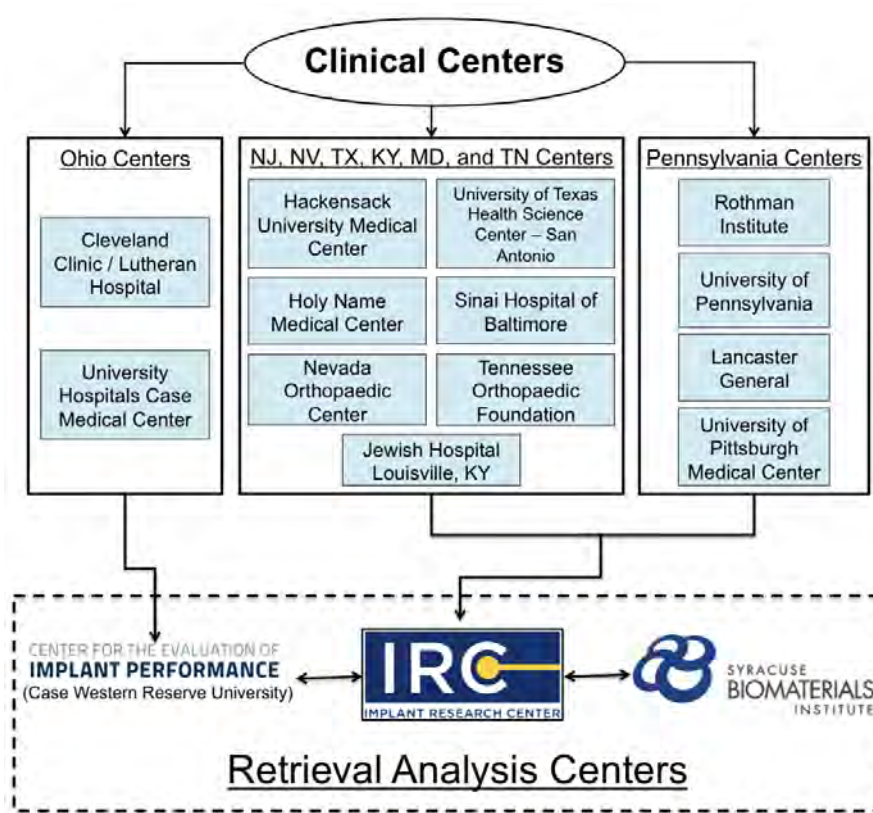 Clinical Centers
Ohio Centers
Cleveland
Clinic / Lutheran
Hospital
University
Hospitals Case
Medical Center
NJ, NV, TX, KY, MD, and TN Centers
Hackensack
University Medical
Center
University of Texas
Health Science
Center – San
Antonio
Holy Name
Medical Center
Sinai Hospital of
Baltimore
Nevada
Orthopaedic
Center
Tennessee
Orthopaedic
Foundation
Jewish Hospital
Louisville, KY
Pennsylvania Centers
Rothman
Institute
University of
Pennsylvania
Lancaster
General
University of
Pittsburgh
Medical Center
CENTER FOR THE EVALUATION OF
IMPLANT PERFORMANCE
(Case Western Reserve University)
IRC
IMPLANT RESEARCH CENTER
SYRACUSE
BIOMATERIALS
INSTITUTE
Retrieval Analysis Centers